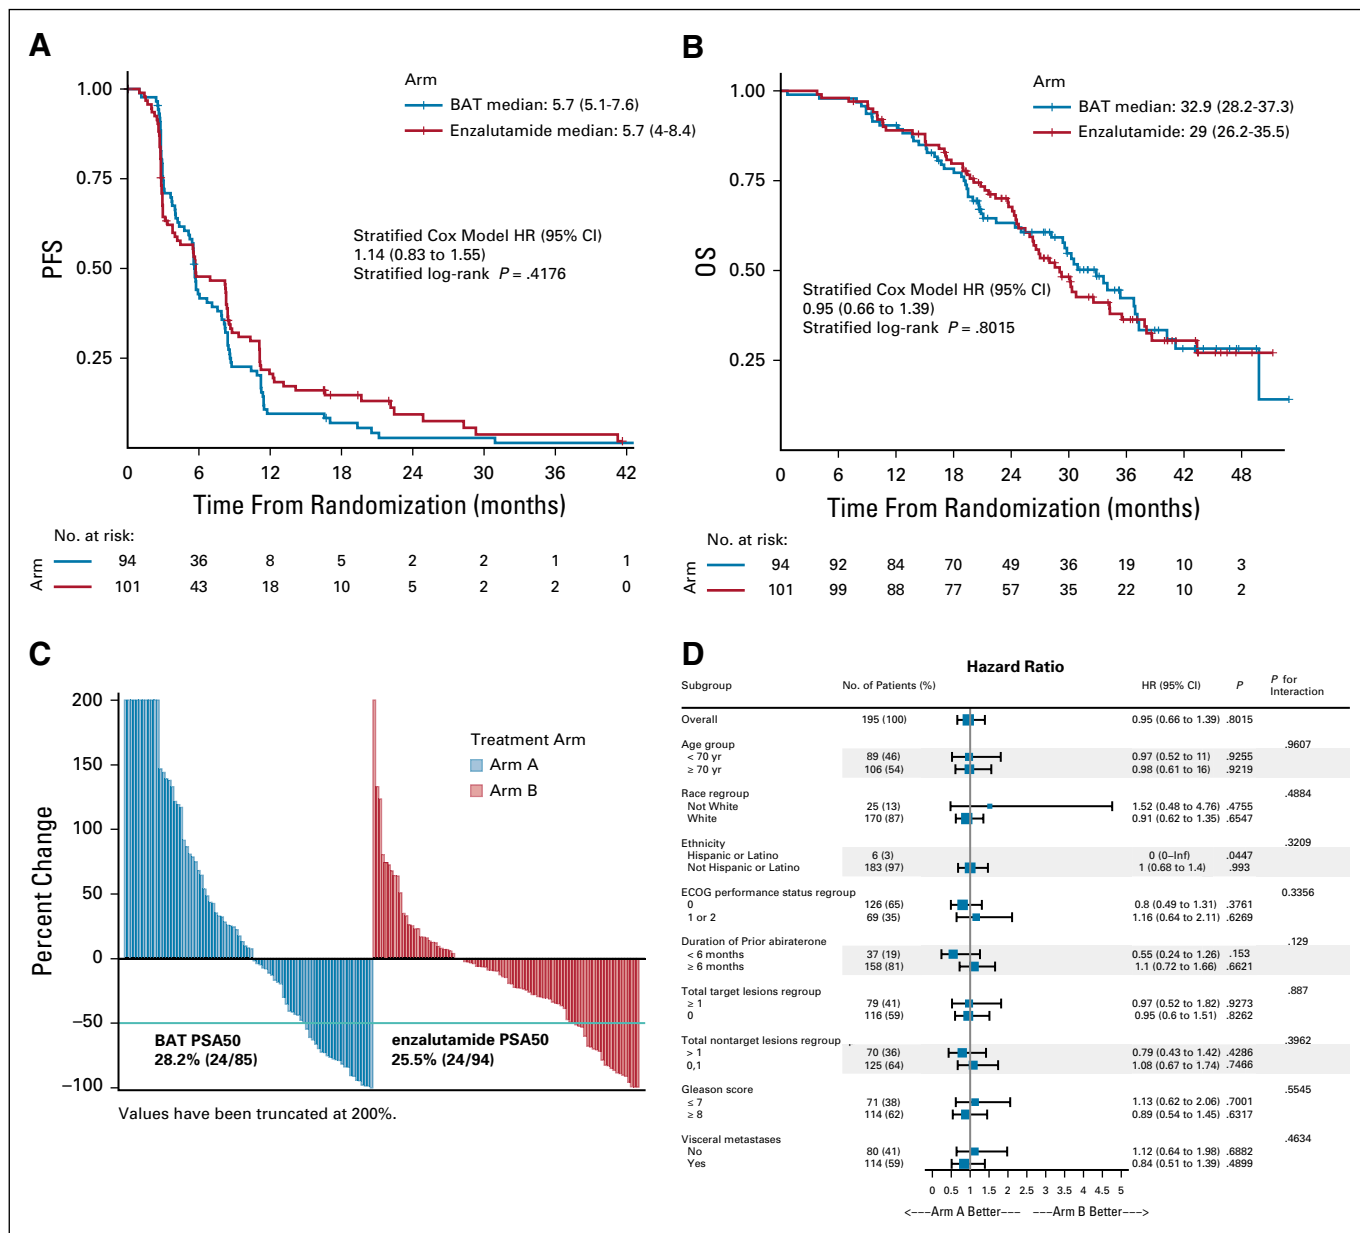 A
Arm
BAT median: 5.7 (5.1-7.6)
Enzalutamide median: 5.7 (4-8.4)
1.00
0.75
0.50
0.25
PFS
Stratified Cox Model HR (95% CI)
1.14 (0.83 to 1.55)
Stratified log-rank P = .4176
0 6 12 18 24 30 36 42
Time From Randomization (months)
No. at risk:
Arm
94 36 8 5 2 2 1 1
101 43 18 10 5 2 2 0
B
Arm
BAT median: 32.9 (28.2-37.3)
Enzalutamide: 29 (26.2-35.5)
1.00
0.75
0.50
0.25
OS
Stratified Cox Model HR (95% CI)
0.95 (0.66 to 1.39)
Stratified log-rank P = .8015
0 6 12 18 24 30 36 42 48
Time From Randomization (months)
No. at risk:
Arm
94 92 84 70 49 36 19 10 3
101 99 88 77 57 35 22 10 2
C
200
150
100
50
0
−50
−100
Percent Change
Treatment Arm
Arm A
Arm B
BAT PSA50
28.2% (24/85)
enzalutamide PSA50
25.5% (24/94)
Values have been truncated at 200%.
D
Hazard Ratio
Subgroup No. of Patients (%) HR (95% CI) P P for Interaction
Overall 195 (100) 0.95 (0.66 to 1.39) .8015
Age group .9607
< 70 yr 89 (46) 0.97 (0.52 to 11) .9255
≥ 70 yr 106 (54) 0.98 (0.61 to 16) .9219
Race regroup .4884
Not White 25 (13) 1.52 (0.48 to 4.76) .4755
White 170 (87) 0.91 (0.62 to 1.35) .6547
Ethnicity .3209
Hispanic or Latino 6 (3) 0 (0–Inf) .0447
Not Hispanic or Latino 183 (97) 1 (0.68 to 1.4) .993
ECOG performance status regroup 0.3356
0 126 (65) 0.8 (0.49 to 1.31) .3761
1 or 2 69 (35) 1.16 (0.64 to 2.11) .6269
Duration of Prior abiraterone .129
< 6 months 37 (19) 0.55 (0.24 to 1.26) .153
≥ 6 months 158 (81) 1.1 (0.72 to 1.66) .6621
Total target lesions regroup .887
≥ 1 79 (41) 0.97 (0.52 to 1.82) .9273
0 116 (59) 0.95 (0.6 to 1.51) .8262
Total nontarget lesions regroup .3962
> 1 70 (36) 0.79 (0.43 to 1.42) .4286
0,1 125 (64) 1.08 (0.67 to 1.74) .7466
Gleason score .5545
≤ 7 71 (38) 1.13 (0.62 to 2.06) .7001
≥ 8 114 (62) 0.89 (0.54 to 1.45) .6317
Visceral metastases .4634
No 80 (41) 1.12 (0.64 to 1.98) .6882
Yes 114 (59) 0.84 (0.51 to 1.39) .4899
0 0.5 1 1.5 2 2.5 3 3.5 4 4.5 5
<---Arm A Better--- ---Arm B Better--->